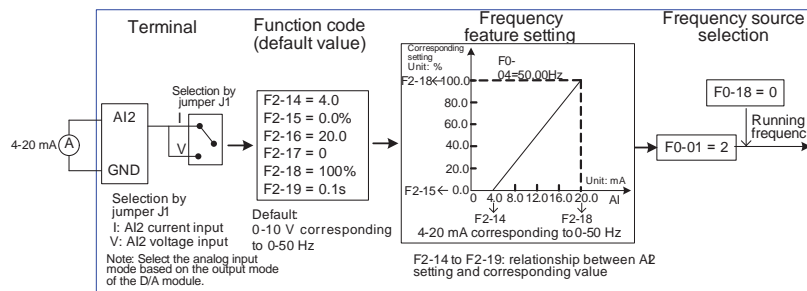 Terminal
Function code
(default value)
Frequency
feature setting
Frequency source
selection
4-20 mA
A
AI2
GND
Selection by
jumper J1
I
V
Selection by
jumper J1
I: AI2 current input
V: AI2 voltage input
Note: Select the analog input
mode based on the output mode
of the D/A module.
F2-14 = 4.0
F2-15 = 0.0%
F2-16 = 20.0
F2-17 = 0
F2-18 = 100%
F2-19 = 0.1s
Default:
0-10 V corresponding
to 0-50 Hz
Corresponding
setting
Unit: %
F0-
04=50.00Hz
F2-18 100.0
80.0
60.0
40.0
20.0
F2-15 0.0
Unit: mA
0 4.0 8.0 12.0 16.0 20.0 AI
F2-14 F2-18
4-20 mA corresponding to 0-50 Hz
F2-14 to F2-19: relationship between AI2
setting and corresponding value
F0-18 = 0
Running
frequency
F0-01 = 2